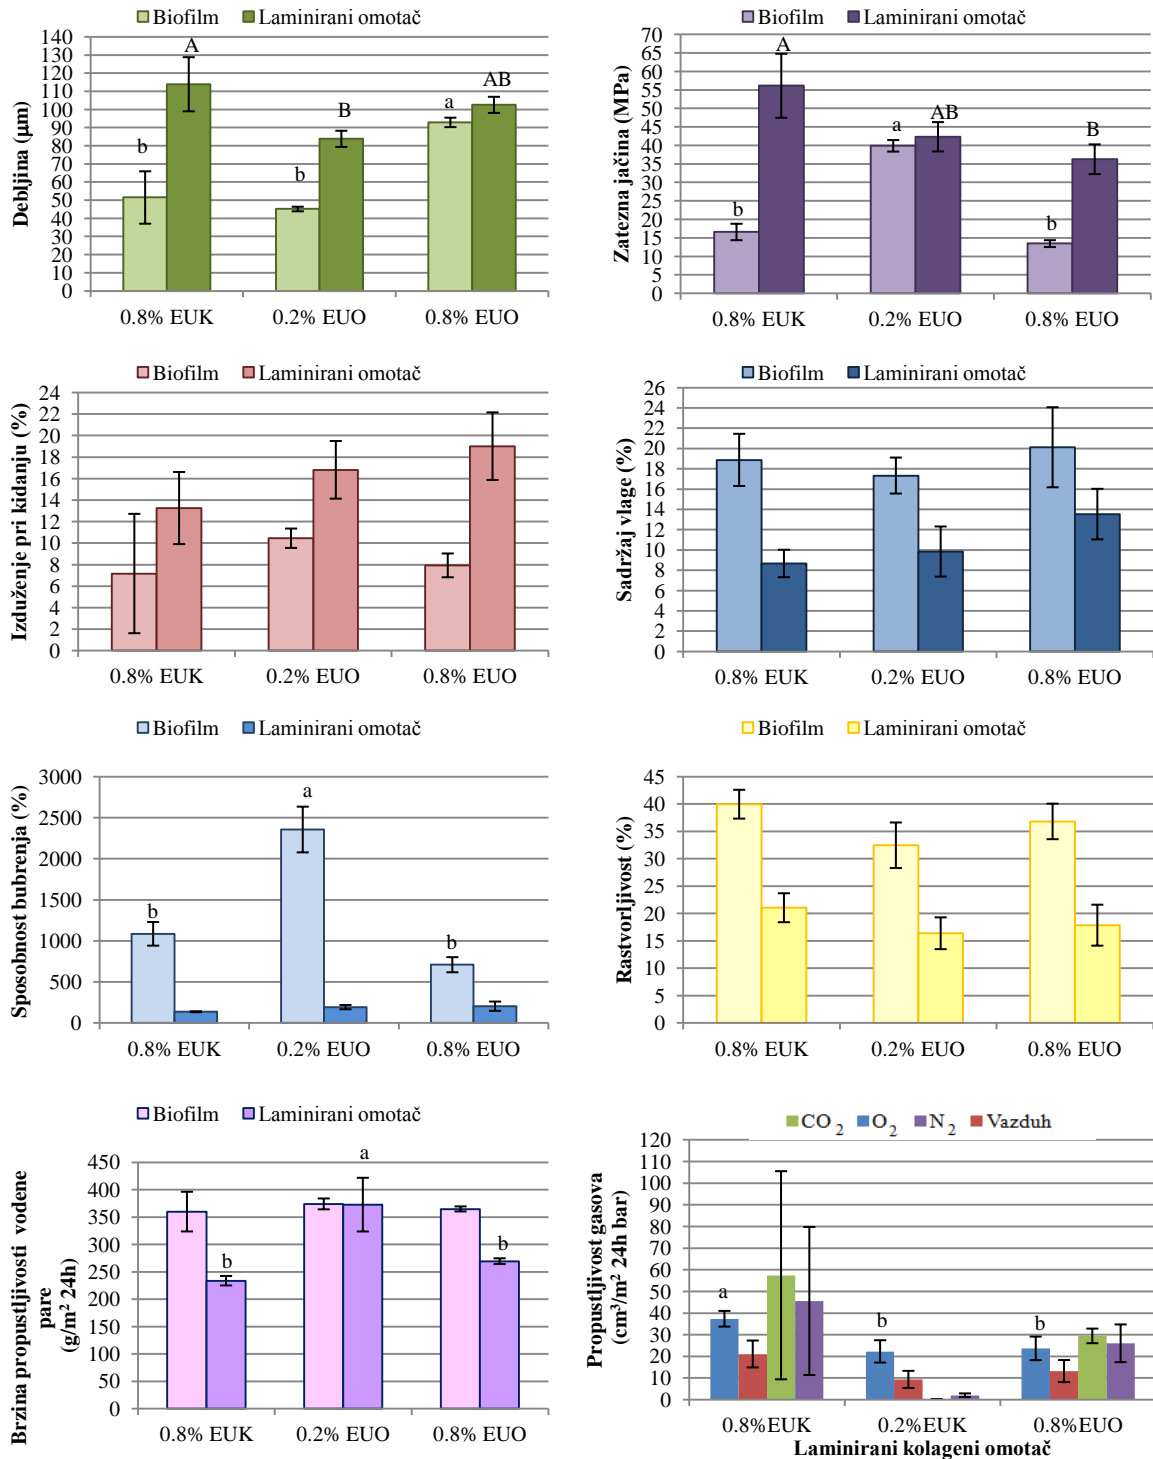 Biofilm Laminirani omotač
Debljina (µm)
140
130
120
110
100
90
80
70
60
50
40
30
20
10
0
b A
b B
a AB
0.8% EUK 0.2% EUO 0.8% EUO
Biofilm Laminirani omotač
Zatezna jačina (MPa)
70
65
60
55
50
45
40
35
30
25
20
15
10
5
0
b A
a AB
b B
0.8% EUK 0.2% EUO 0.8% EUO
Biofilm Laminirani omotač
Izduženje pri kidanju (%)
24
22
20
18
16
14
12
10
8
6
4
2
0
0.8% EUK 0.2% EUO 0.8% EUO
Biofilm Laminirani omotač
Sadržaj vlage (%)
26
24
22
20
18
16
14
12
10
8
6
4
2
0
0.8% EUK 0.2% EUO 0.8% EUO
Biofilm Laminirani omotač
Sposobnost bubrenja (%)
3000
2500
2000
1500
1000
500
0
b a b
0.8% EUK 0.2% EUO 0.8% EUO
Biofilm Laminirani omotač
Rastvorljivost (%)
45
40
35
30
25
20
15
10
5
0
0.8% EUK 0.2% EUO 0.8% EUO
Biofilm Laminirani omotač
Brzina propustljivosti vodene
pare
(g/m² 24h)
450
400
350
300
250
200
150
100
50
0
b a b
0.8% EUK 0.2% EUO 0.8% EUO
CO₂ O₂ N₂ Vazduh
Propustljivost gasova
(cm³/m² 24h bar)
120
110
100
90
80
70
60
50
40
30
20
10
0
a b b
0.8%EUK 0.2%EUO 0.8%EUO
Laminirani kolageni omotač